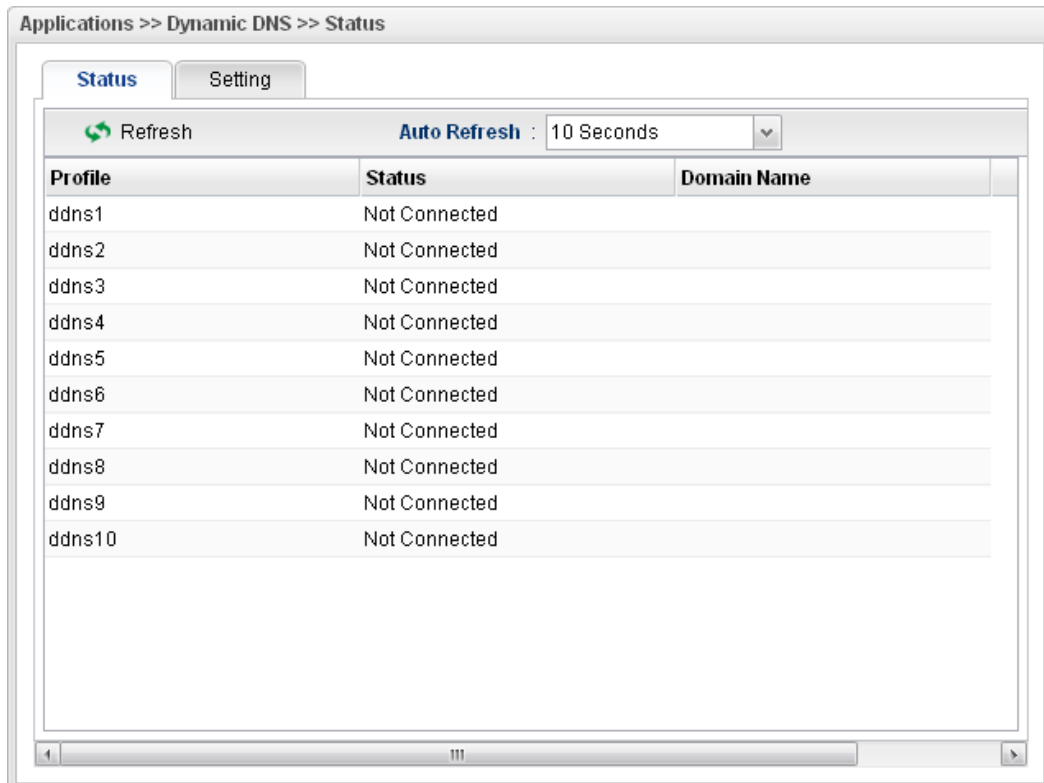 Applications >> Dynamic DNS >> Status
Status Setting
Refresh Auto Refresh : 10 Seconds
Profile Status Domain Name
ddns1 Not Connected
ddns2 Not Connected
ddns3 Not Connected
ddns4 Not Connected
ddns5 Not Connected
ddns6 Not Connected
ddns7 Not Connected
ddns8 Not Connected
ddns9 Not Connected
ddns10 Not Connected